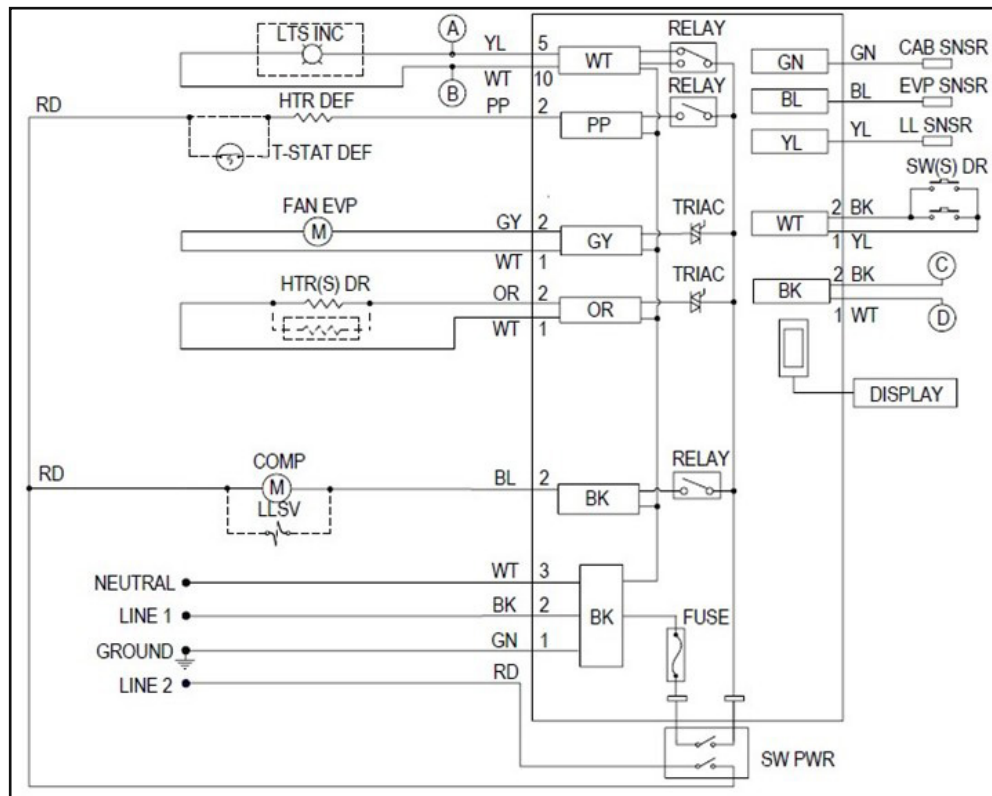 LTS INC
A
YL 5
RELAY
WT
WT 10
B
GN
GN
CAB SNSR
RD
HTR DEF
PP 2
RELAY
PP
BL
BL
EVP SNSR
T-STAT DEF
YL
YL
LL SNSR
SW(S) DR
FAN EVP
M
GY 2
TRIAC
GY
WT
2 BK
1 YL
WT 1
HTR(S) DR
OR 2
TRIAC
OR
WT 1
BK
2 BK
C
1 WT
D
DISPLAY
RD
COMP
M
BL 2
RELAY
BK
LLSV
NEUTRAL
WT 3
LINE 1
BK 2
BK
FUSE
GROUND
GN 1
LINE 2
RD
SW PWR